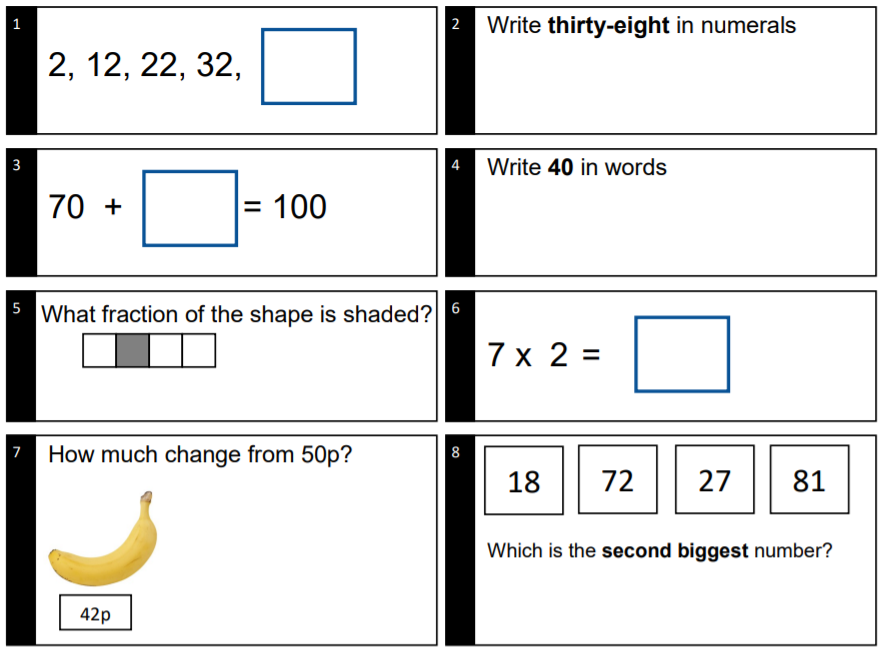 1
2, 12, 22, 32,
2
Write thirty-eight in numerals
3
70 + = 100
4
Write 40 in words
5
What fraction of the shape is shaded?
6
7 x 2 =
7
How much change from 50p?
42p
8
18 72 27 81
Which is the second biggest number?